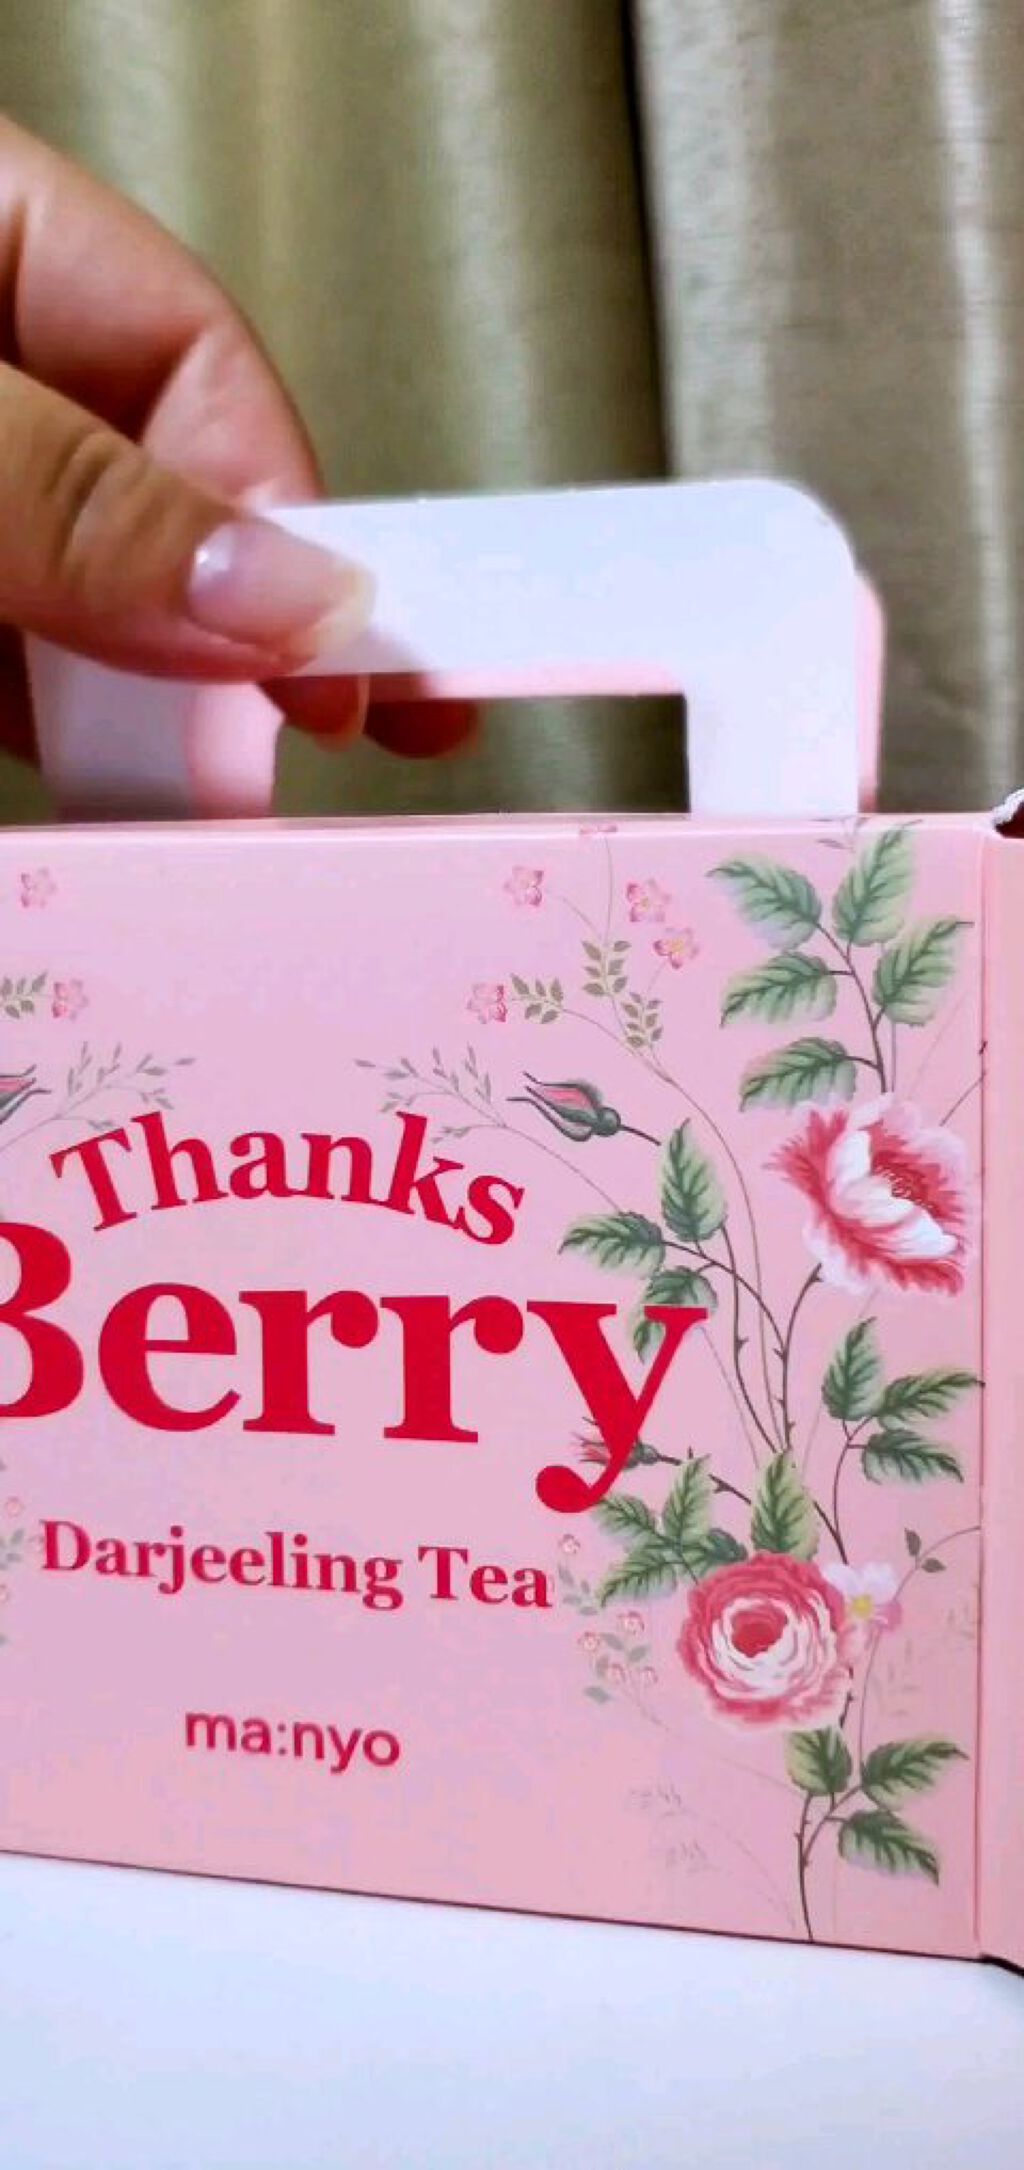 Thanks
Berry
Darjeeling Tea
ma:nyo